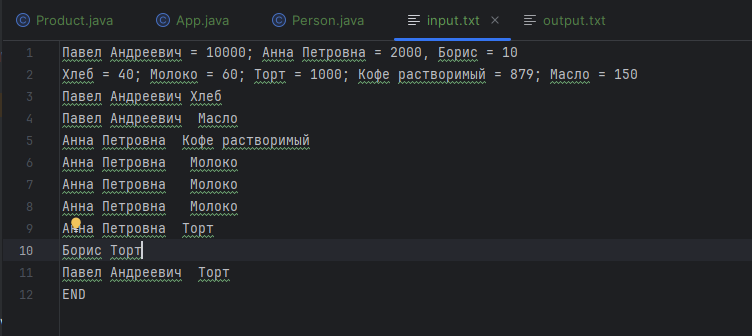 Product.java App.java Person.java input.txt output.txt
1 Павел Андреевич = 10000; Анна Петровна = 2000, Борис = 10
2 Хлеб = 40; Молоко = 60; Торт = 1000; Кофе растворимый = 879; Масло = 150
3 Павел Андреевич Хлеб
4 Павел Андреевич  Масло
5 Анна Петровна  Кофе растворимый
6 Анна Петровна   Молоко
7 Анна Петровна   Молоко
8 Анна Петровна   Молоко
9 Анна Петровна  Торт
10 Борис Торт
11 Павел Андреевич  Торт
12 END